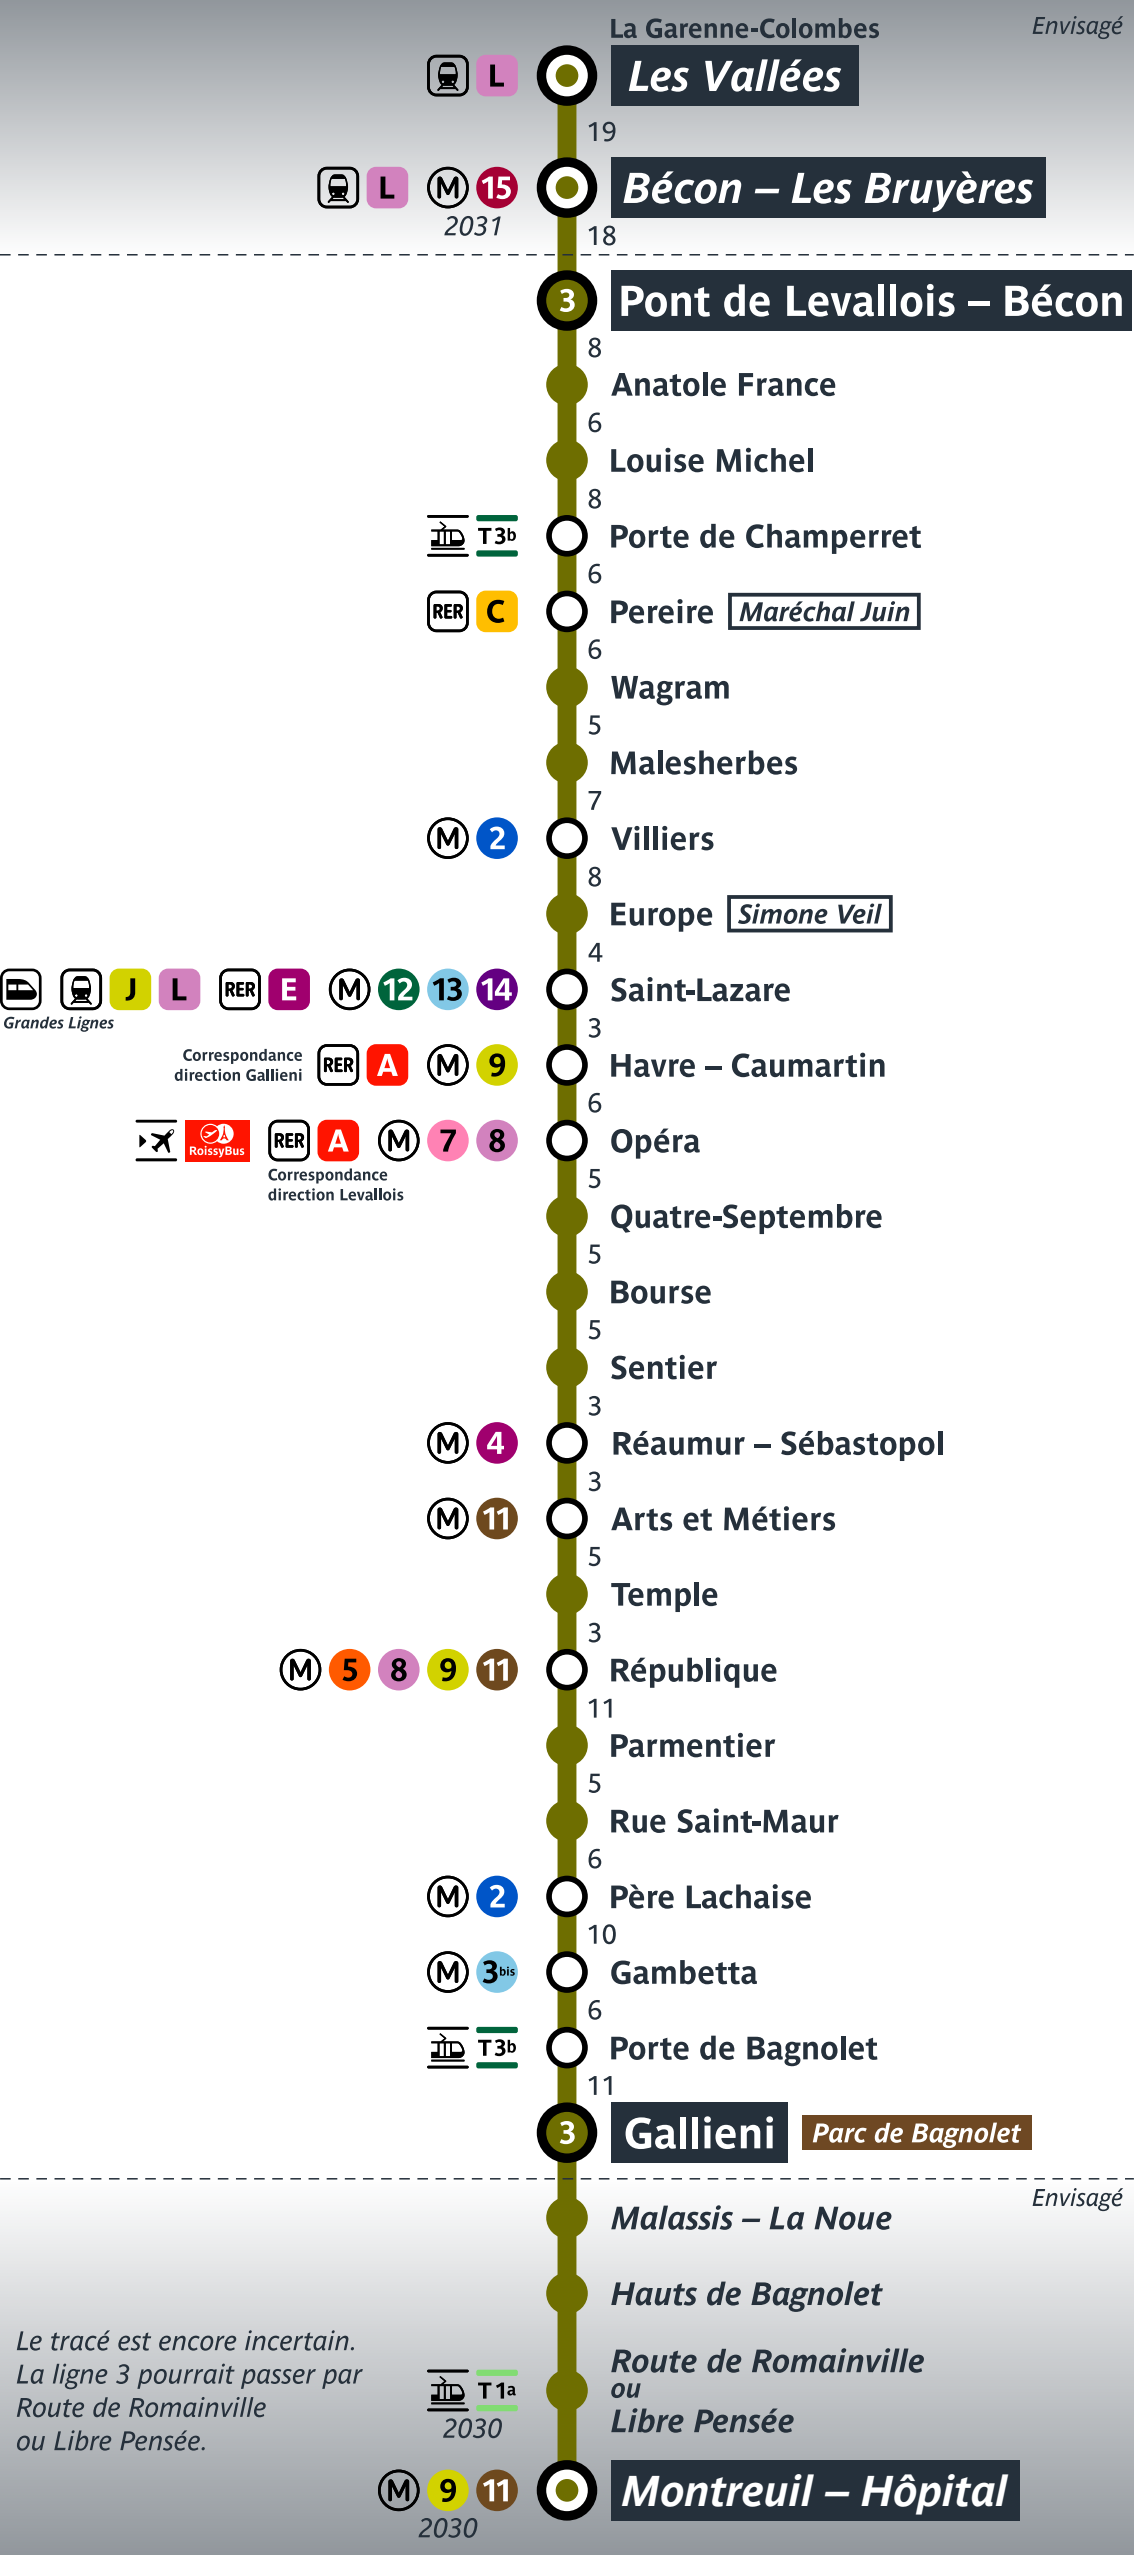 La Garenne-Colombes
Envisagé
L
Les Vallées
19
L M 15
Bécon – Les Bruyères
2031
18
3
Pont de Levallois – Bécon
8
Anatole France
6
Louise Michel
8
T3b
Porte de Champerret
6
RER C
Pereire Maréchal Juin
6
Wagram
5
Malesherbes
7
M 2
Villiers
8
Europe Simone Veil
4
J L RER E M 12 13 14
Saint-Lazare
Grandes Lignes
3
Correspondance
direction Gallieni
RER A M 9
Havre – Caumartin
6
RoissyBus
RER A M 7 8
Opéra
Correspondance
direction Levallois
5
Quatre-Septembre
5
Bourse
5
Sentier
3
M 4
Réaumur – Sébastopol
3
M 11
Arts et Métiers
5
Temple
3
M 5 8 9 11
République
11
Parmentier
5
Rue Saint-Maur
6
M 2
Père Lachaise
10
M 3bis
Gambetta
6
T3b
Porte de Bagnolet
11
3
Gallieni Parc de Bagnolet
Envisagé
Malassis – La Noue
Hauts de Bagnolet
Le tracé est encore incertain.
La ligne 3 pourrait passer par
Route de Romainville
ou Libre Pensée.
T1a
2030
Route de Romainville
ou
Libre Pensée
M 9 11
2030
Montreuil – Hôpital